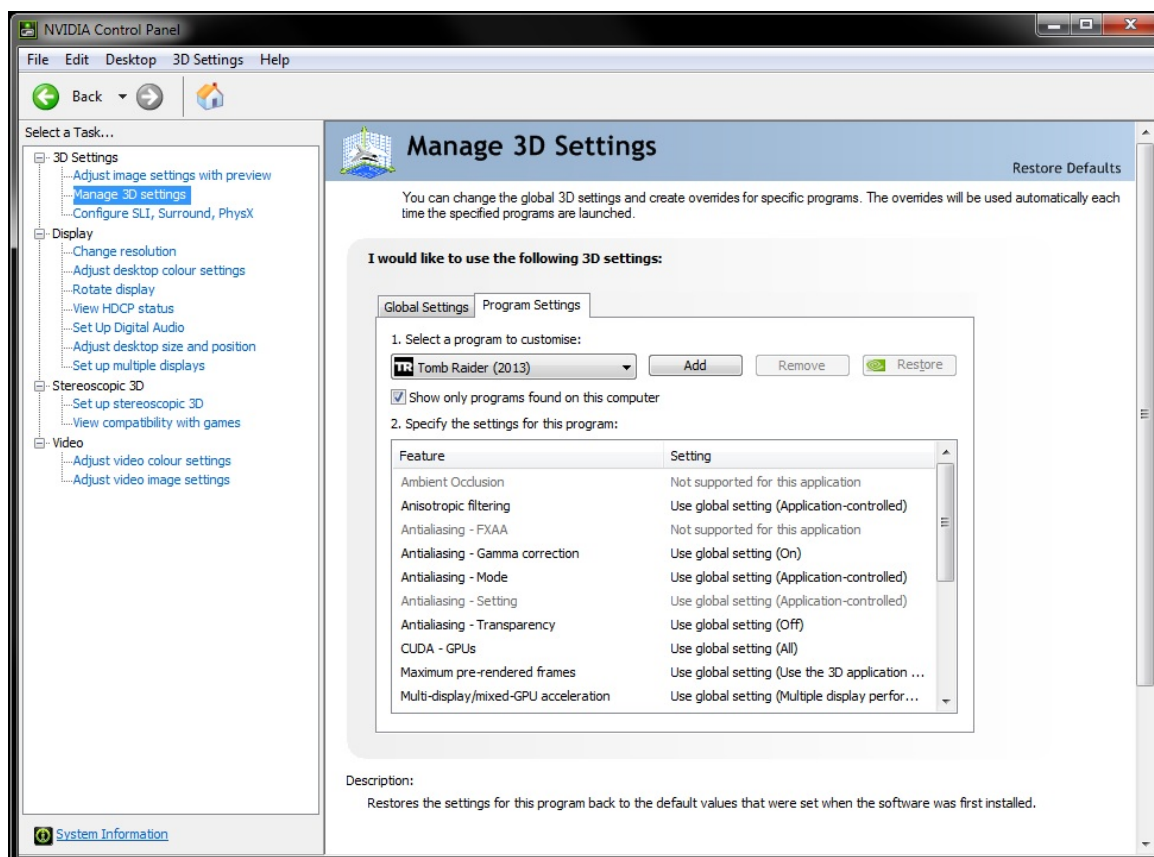 NVIDIA Control Panel
File Edit Desktop 3D Settings Help
Back
Select a Task...
3D Settings
Adjust image settings with preview
Manage 3D settings
Configure SLI, Surround, PhysX
Display
Change resolution
Adjust desktop colour settings
Rotate display
View HDCP status
Set Up Digital Audio
Adjust desktop size and position
Set up multiple displays
Stereoscopic 3D
Set up stereoscopic 3D
View compatibility with games
Video
Adjust video colour settings
Adjust video image settings
System Information
Manage 3D Settings
Restore Defaults
You can change the global 3D settings and create overrides for specific programs. The overrides will be used automatically each
time the specified programs are launched.
I would like to use the following 3D settings:
Global Settings Program Settings
1. Select a program to customise:
TR Tomb Raider (2013) Add Remove Restore
Show only programs found on this computer
2. Specify the settings for this program:
Feature Setting
Ambient Occlusion Not supported for this application
Anisotropic filtering Use global setting (Application-controlled)
Antialiasing - FXAA Not supported for this application
Antialiasing - Gamma correction Use global setting (On)
Antialiasing - Mode Use global setting (Application-controlled)
Antialiasing - Setting Use global setting (Application-controlled)
Antialiasing - Transparency Use global setting (Off)
CUDA - GPUs Use global setting (All)
Maximum pre-rendered frames Use global setting (Use the 3D application ...
Multi-display/mixed-GPU acceleration Use global setting (Multiple display perfor...
Description:
Restores the settings for this program back to the default values that were set when the software was first installed.